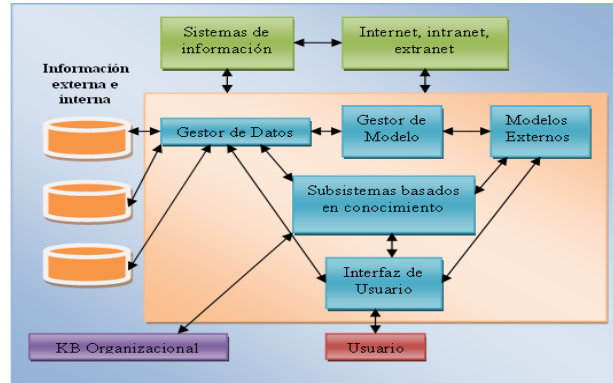 Sistemas de
información
Internet, intranet,
extranet
Información
externa e
interna
Gestor de Datos
Gestor de
Modelo
Modelos
Externos
Subsistemas basados
en conocimiento
Interfaz de
Usuario
KB Organizacional
Usuario